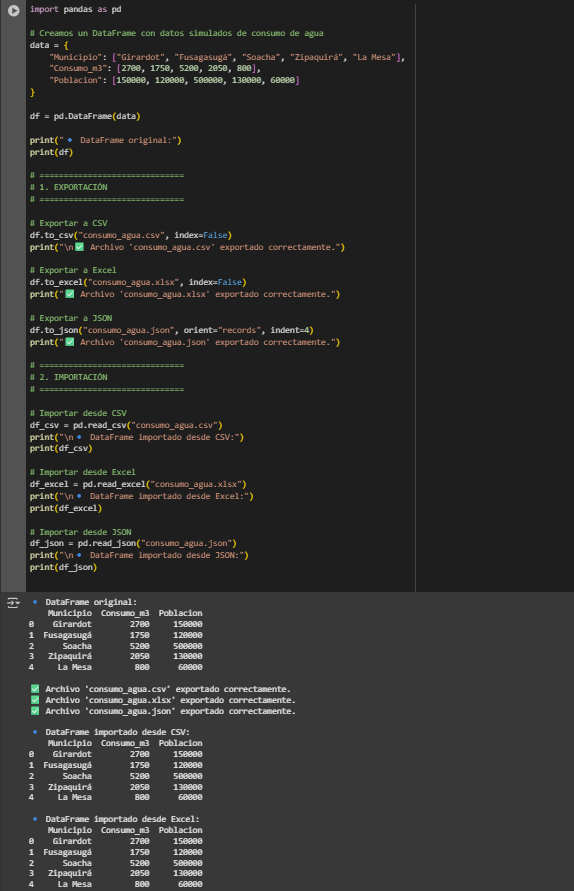 import pandas as pd

# Creamos un DataFrame con datos simulados de consumo de agua
data = {
    "Municipio": ["Girardot", "Fusagasugá", "Soacha", "Zipaquirá", "La Mesa"],
    "Consumo_m3": [2700, 1750, 5200, 2050, 800],
    "Poblacion": [150000, 120000, 500000, 130000, 60000]
}

df = pd.DataFrame(data)

print("🔹 DataFrame original:")
print(df)

# ==============================
# 1. EXPORTACIÓN
# ==============================

# Exportar a CSV
df.to_csv("consumo_agua.csv", index=False)
print("\n✅ Archivo 'consumo_agua.csv' exportado correctamente.")

# Exportar a Excel
df.to_excel("consumo_agua.xlsx", index=False)
print("✅ Archivo 'consumo_agua.xlsx' exportado correctamente.")

# Exportar a JSON
df.to_json("consumo_agua.json", orient="records", indent=4)
print("✅ Archivo 'consumo_agua.json' exportado correctamente.")

# ==============================
# 2. IMPORTACIÓN
# ==============================

# Importar desde CSV
df_csv = pd.read_csv("consumo_agua.csv")
print("\n🔹 DataFrame importado desde CSV:")
print(df_csv)

# Importar desde Excel
df_excel = pd.read_excel("consumo_agua.xlsx")
print("\n🔹 DataFrame importado desde Excel:")
print(df_excel)

# Importar desde JSON
df_json = pd.read_json("consumo_agua.json")
print("\n🔹 DataFrame importado desde JSON:")
print(df_json)

🔹 DataFrame original:
    Municipio  Consumo_m3  Poblacion
0    Girardot        2700     150000
1  Fusagasugá        1750     120000
2      Soacha        5200     500000
3   Zipaquirá        2050     130000
4     La Mesa         800      60000

✅ Archivo 'consumo_agua.csv' exportado correctamente.
✅ Archivo 'consumo_agua.xlsx' exportado correctamente.
✅ Archivo 'consumo_agua.json' exportado correctamente.

🔹 DataFrame importado desde CSV:
    Municipio  Consumo_m3  Poblacion
0    Girardot        2700     150000
1  Fusagasugá        1750     120000
2      Soacha        5200     500000
3   Zipaquirá        2050     130000
4     La Mesa         800      60000

🔹 DataFrame importado desde Excel:
    Municipio  Consumo_m3  Poblacion
0    Girardot        2700     150000
1  Fusagasugá        1750     120000
2      Soacha        5200     500000
3   Zipaquirá        2050     130000
4     La Mesa         800      60000